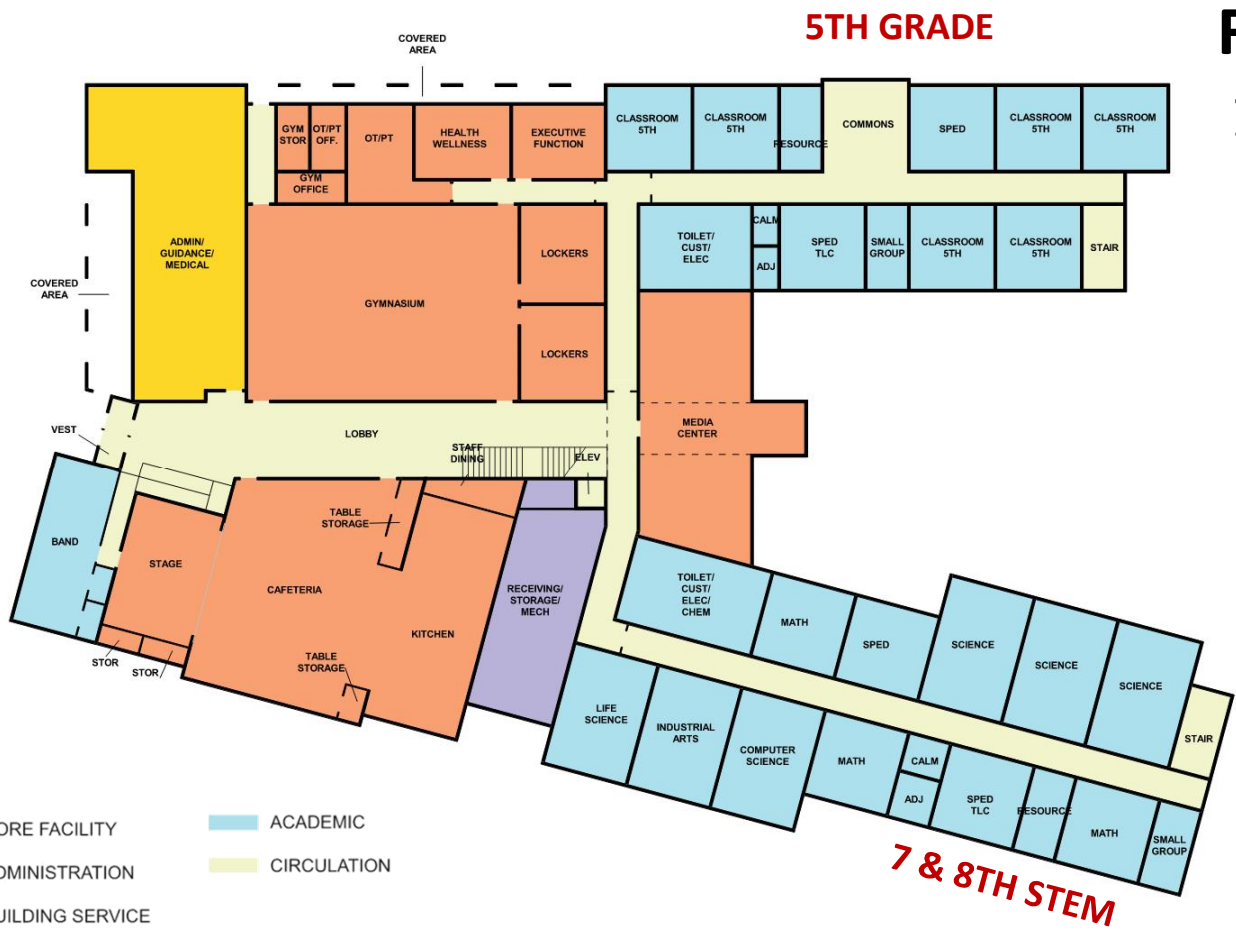 5TH GRADE
COVERED
AREA
GYM
STOR
OT/PT
OFF.
OT/PT
HEALTH
WELLNESS
EXECUTIVE
FUNCTION
CLASSROOM
5TH
CLASSROOM
5TH
RESOURCE
COMMONS
SPED
CLASSROOM
5TH
CLASSROOM
5TH
GYM
OFFICE
ADMIN/
GUIDANCE/
MEDICAL
COVERED
AREA
GYMNASIUM
LOCKERS
LOCKERS
TOILET/
CUST/
ELEC
CALM
ADJ
SPED
TLC
SMALL
GROUP
CLASSROOM
5TH
CLASSROOM
5TH
STAIR
VEST
LOBBY
STAFF
DINING
ELEV
MEDIA
CENTER
BAND
STAGE
TABLE
STORAGE
CAFETERIA
KITCHEN
RECEIVING/
STORAGE/
MECH
STOR
STOR
TABLE
STORAGE
TOILET/
CUST/
ELEC/
CHEM
MATH
SPED
SCIENCE
SCIENCE
SCIENCE
STAIR
LIFE
SCIENCE
INDUSTRIAL
ARTS
COMPUTER
SCIENCE
MATH
CALM
ADJ
SPED
TLC
RESOURCE
MATH
SMALL
GROUP
7 & 8TH STEM
ORE FACILITY
DMINISTRATION
UILDING SERVICE
ACADEMIC
CIRCULATION